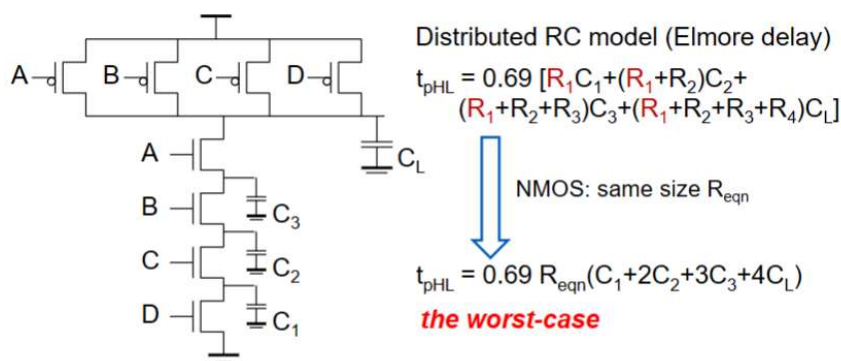 Distributed RC model (Elmore delay)
A
B
C
D
tpHL = 0.69 [R1C1+(R1+R2)C2+
(R1+R2+R3)C3+(R1+R2+R3+R4)CL]
A
CL
B
C3
NMOS: same size Reqn
C
C2
tpHL = 0.69 Reqn(C1+2C2+3C3+4CL)
D
C1
the worst-case